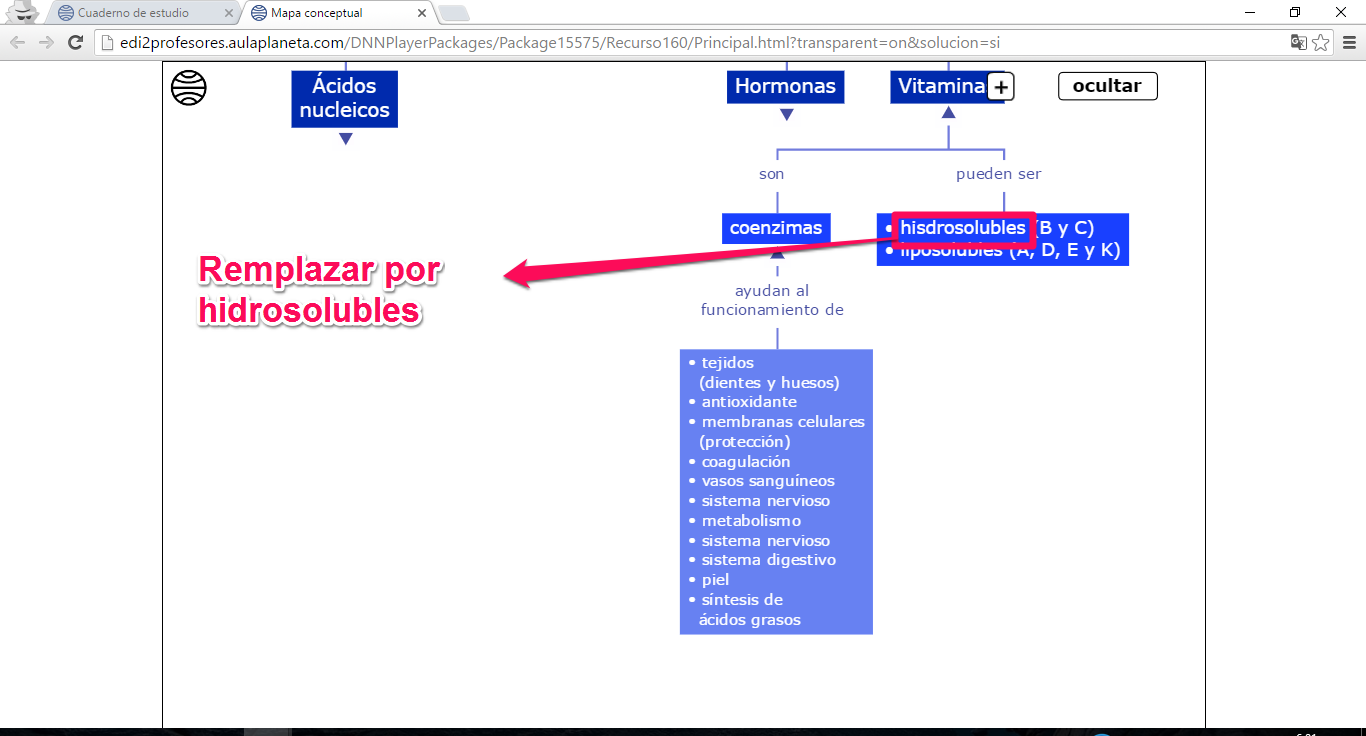 Cuaderno de estudio
Mapa conceptual
edi2profesores.aulaplaneta.com/DNNPlayerPackages/Package15575/Recurso160/Principal.html?transparent=on&solucion=si
Ácidos
nucleicos
Hormonas
Vitaminas
+
ocultar
son
pueden ser
coenzimas
• hisdrosolubles (B y C)
• liposolubles (A, D, E y K)
Remplazar por
hidrosolubles
ayudan al
funcionamiento de
• tejidos
(dientes y huesos)
• antioxidante
• membranas celulares
(protección)
• coagulación
• vasos sanguíneos
• sistema nervioso
• metabolismo
• sistema nervioso
• sistema digestivo
• piel
• síntesis de
ácidos grasos